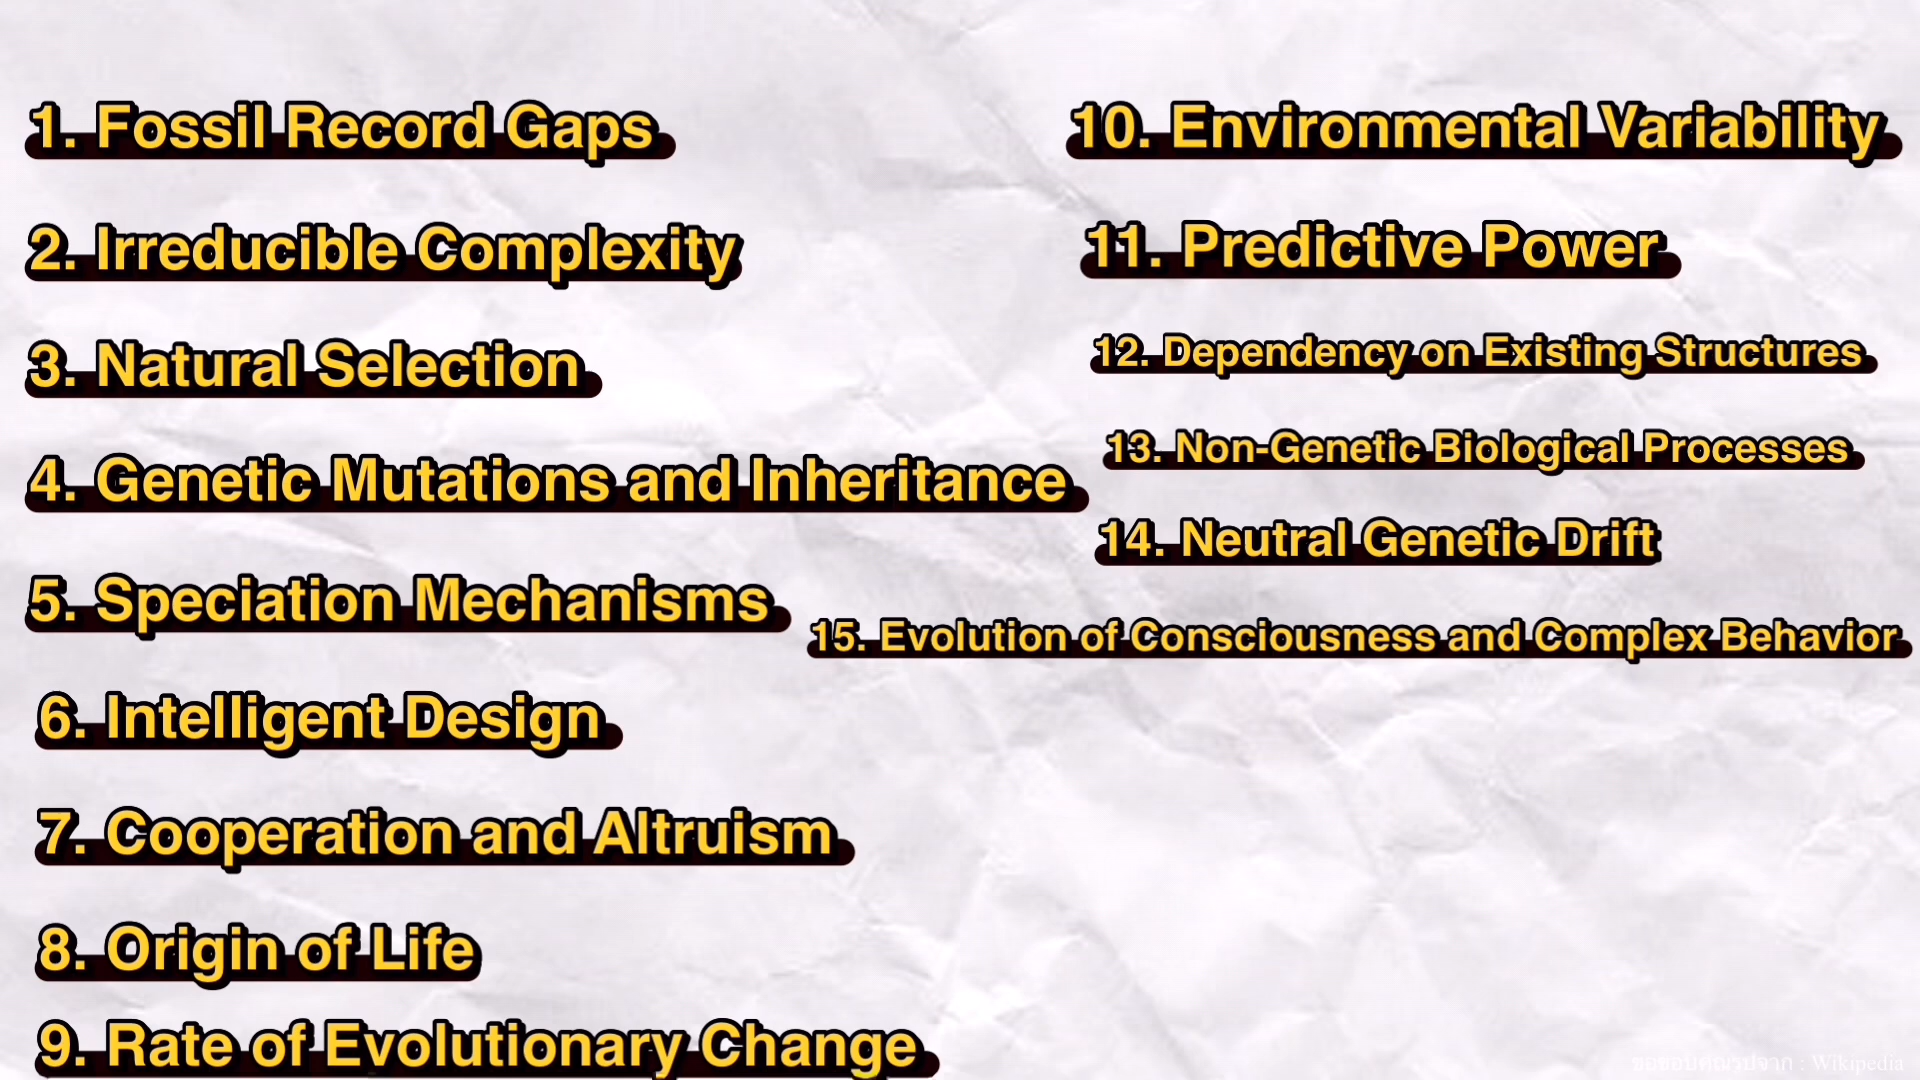 1. Fossil Record Gaps
2. Irreducible Complexity
3. Natural Selection
4. Genetic Mutations and Inheritance
5. Speciation Mechanisms
6. Intelligent Design
7. Cooperation and Altruism
8. Origin of Life
9. Rate of Evolutionary Change
10. Environmental Variability
11. Predictive Power
12. Dependency on Existing Structures
13. Non-Genetic Biological Processes
14. Neutral Genetic Drift
15. Evolution of Consciousness and Complex Behavior
: Wikipedia